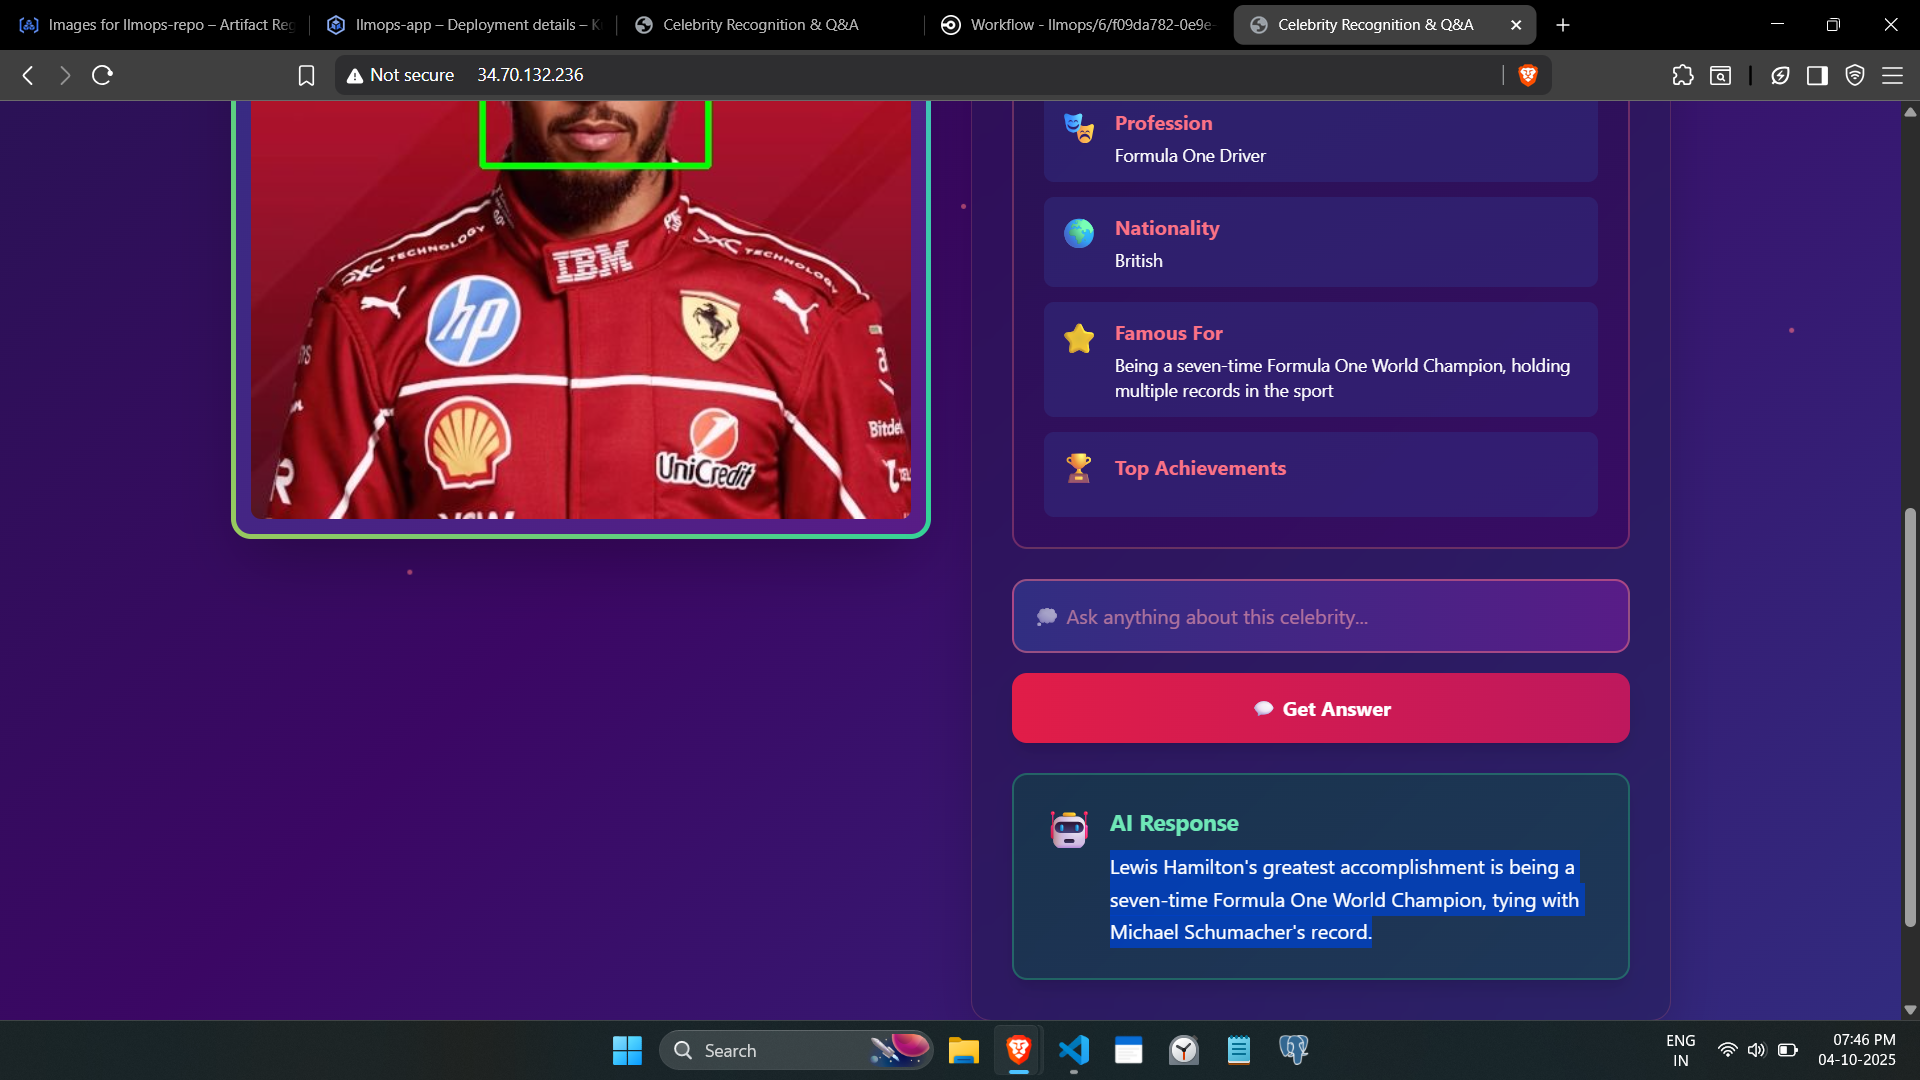 Images for llmops-repo – Artifact Reg
llmops-app – Deployment details – K
Celebrity Recognition & Q&A
Workflow - llmops/6/f09da782-0e9e-
Celebrity Recognition & Q&A
Not secure
34.70.132.236
Profession
Formula One Driver
Nationality
British
Famous For
Being a seven-time Formula One World Champion, holding
multiple records in the sport
Top Achievements
DXC TECHNOLOGY
DXC TECHNOLOGY
IBM
hp
UniCredit
Ask anything about this celebrity...
Get Answer
AI Response
Lewis Hamilton's greatest accomplishment is being a
seven-time Formula One World Champion, tying with
Michael Schumacher's record.
Search
ENG
IN
07:46 PM
04-10-2025